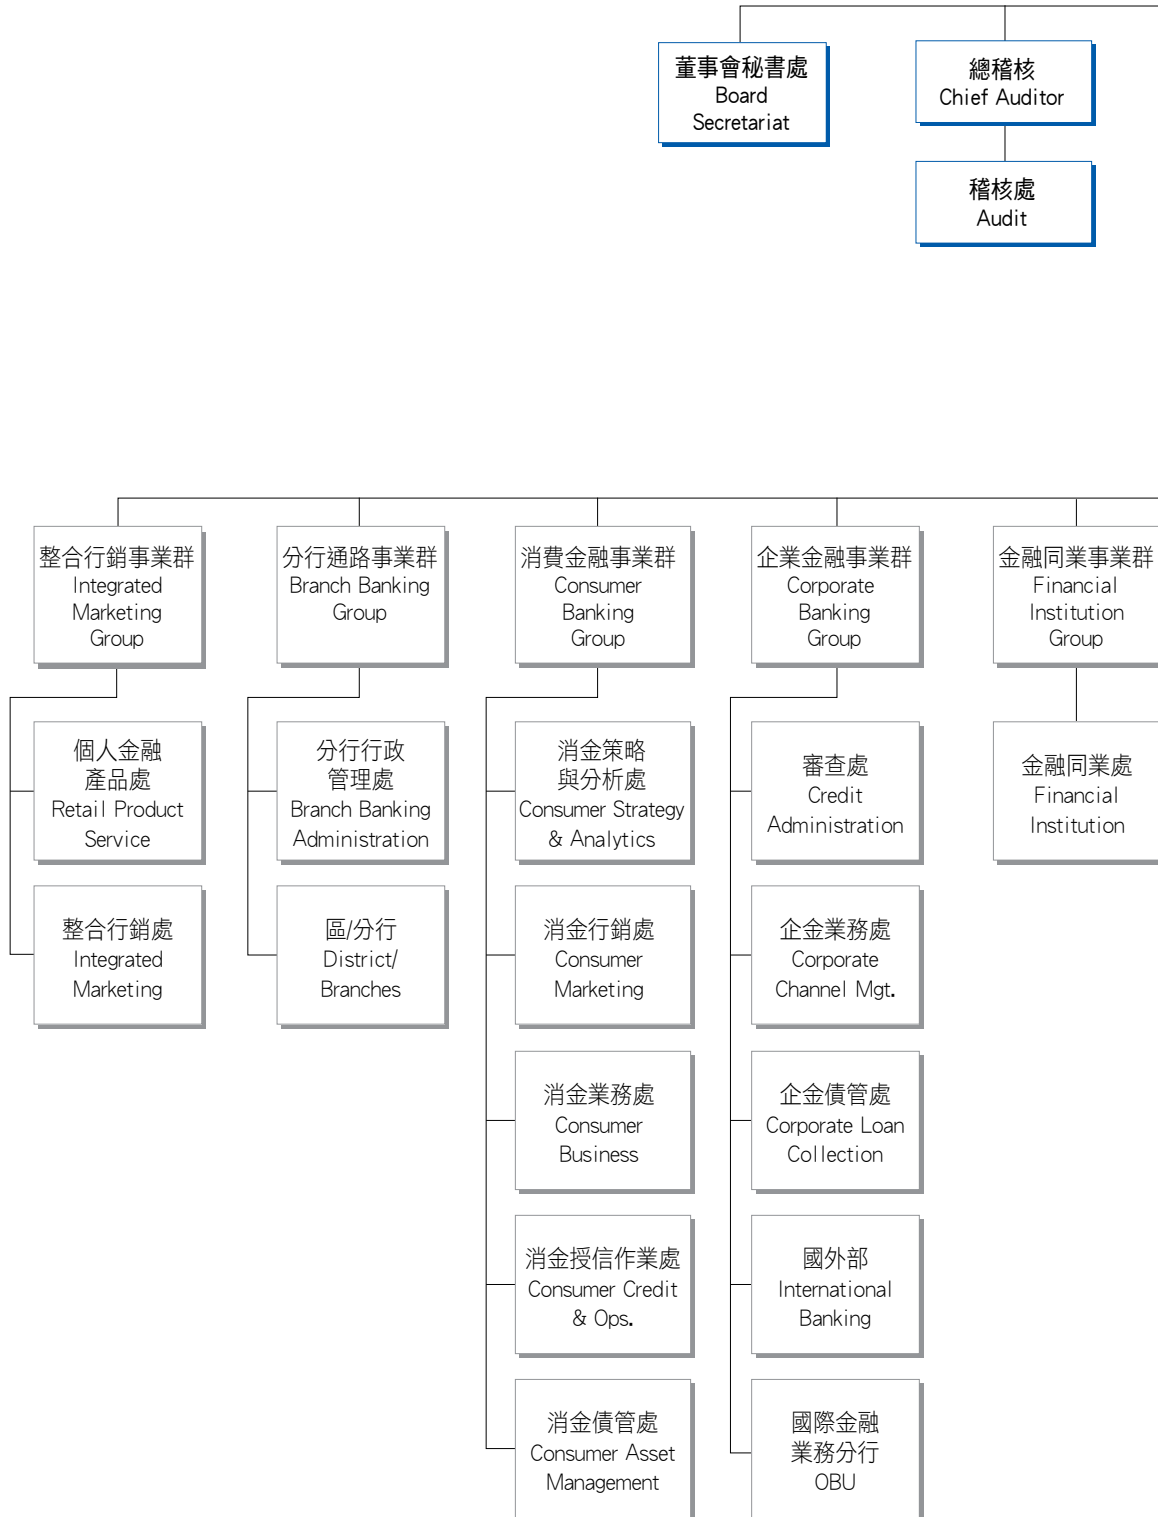 董事會秘書處
Board
Secretariat
總稽核
Chief Auditor
稽核處
Audit
整合行銷事業群
Integrated
Marketing
Group
分行通路事業群
Branch Banking
Group
消費金融事業群
Consumer
Banking
Group
企業金融事業群
Corporate
Banking
Group
金融同業事業群
Financial
Institution
Group
個人金融
產品處
Retail Product
Service
整合行銷處
Integrated
Marketing
分行行政
管理處
Branch Banking
Administration
區/分行
District/
Branches
消金策略
與分析處
Consumer Strategy
& Analytics
消金行銷處
Consumer
Marketing
消金業務處
Consumer
Business
消金授信作業處
Consumer Credit
& Ops.
消金債管處
Consumer Asset
Management
審查處
Credit
Administration
企金業務處
Corporate
Channel Mgt.
企金債管處
Corporate Loan
Collection
國外部
International
Banking
國際金融
業務分行
OBU
金融同業處
Financial
Institution